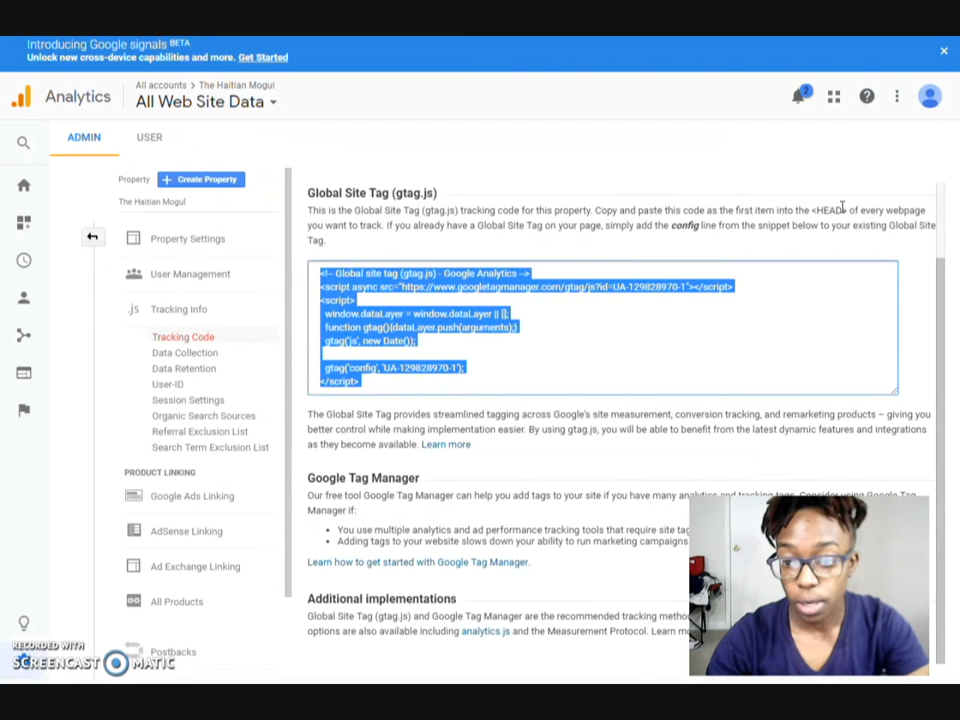 Introducing Google signals BETA
Unlock new cross-device capabilities and more. Get Started
Analytics
All accounts > The Haitian Mogul
All Web Site Data
2
ADMIN
USER
Property
+ Create Property
The Haitian Mogul
Property Settings
User Management
.js Tracking Info
Tracking Code
Data Collection
Data Retention
User-ID
Session Settings
Organic Search Sources
Referral Exclusion List
Search Term Exclusion List
PRODUCT LINKING
Google Ads Linking
AdSense Linking
Ad Exchange Linking
All Products
Postbacks
Global Site Tag (gtag.js)
This is the Global Site Tag (gtag.js) tracking code for this property. Copy and paste this code as the first item into the <HEAD> of every webpage
you want to track. If you already have a Global Site Tag on your page, simply add the config line from the snippet below to your existing Global Site
Tag.
<!-- Global site tag (gtag.js) - Google Analytics -->
<script async src="https://www.googletagmanager.com/gtag/js?id=UA-129828970-1"></script>
<script>
window.dataLayer = window.dataLayer || [];
function gtag(){dataLayer.push(arguments);}
gtag('js', new Date());
gtag('config', 'UA-129828970-1');
</script>
The Global Site Tag provides streamlined tagging across Google's site measurement, conversion tracking, and remarketing products – giving you
better control while making implementation easier. By using gtag.js, you will be able to benefit from the latest dynamic features and integrations
as they become available. Learn more
Google Tag Manager
Our free tool Google Tag Manager can help you add tags to your site if you have many analytics and tracking tags. Consider using Google Tag
Manager if:
• You use multiple analytics and ad performance tracking tools that require site tag
• Adding tags to your website slows down your ability to run marketing campaigns
Learn how to get started with Google Tag Manager.
Additional implementations
Global Site Tag (gtag.js) and Google Tag Manager are the recommended tracking
options are also available including analytics.js and the Measurement Protocol. Learn
RECORDED WITH
SCREENCAST MATIC